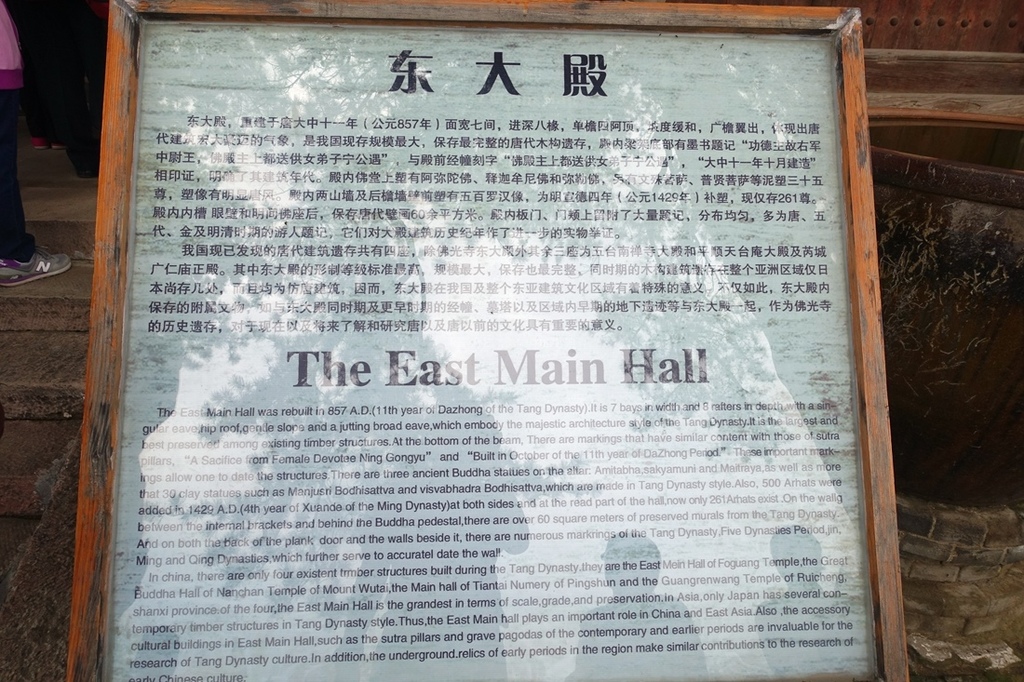 东大殿
东大殿，重建于唐大中十一年（公元857年）面宽七间，进深八椽，单檐四阿顶，坡度缓和，广檐翼出，体现出唐
代建筑宏大豪迈的气象，是我国现存规模最大，保存最完整的唐代木构遗存，殿内梁架底部有墨书题记“功德主故右军
中尉王，佛殿主上都送供女弟子宁公遇”，与殿前经幢刻字“佛殿主上都送供女弟子宁公遇”，“大中十一年十月建造”
相印证，明确了其建筑年代。殿内佛堂上塑有阿弥陀佛、释迦牟尼佛和弥勒佛，另有文殊菩萨、普贤菩萨等泥塑三十五
尊，塑像有明显唐风。殿内两山墙及后檐墙壁前塑有五百罗汉像，为明宣德四年（公元1429年）补塑，现仅存261尊。
殿内内槽 眼壁和明间佛座后，保存唐代壁画60余平方米。殿内板门、门颊上留附了大量题记，分布均匀，多为唐、五
代、金及明清时期的游人题记，它们对大殿建筑历史纪年作了进一步的实物举证。
我国现已发现的唐代建筑遗存共有四座，除佛光寺东大殿外其余三座为五台南禅寺大殿和平顺天台庵大殿及芮城
广仁庙正殿。其中东大殿的形制等级标准最高，规模最大，保存也最完整，同时期的木构建筑遗存在整个亚洲区域仅日
本尚存几处，而且均为仿唐建筑，因而，东大殿在我国及整个东亚建筑文化区域有着特殊的意义，不仅如此，东大殿内
保存的附属文物，如与东大殿同时期及更早时期的经幢、墓塔以及区域内早期的地下遗迹等与东大殿一起，作为佛光寺
的历史遗存，对于现在以及将来了解和研究唐以及唐以前的文化具有重要的意义。
The East Main Hall
The East Main Hall was rebuilt in 857 A.D.(11th year of Dazhong of the Tang Dynasty).It is 7 bays in width and 8 rafters in depth,with a sin-
gular eave,hip roof,gentle slope and a jutting broad eave,which embody the majestic architecture style of the Tang Dynasty.It is the largest and
best preserved among existing timber structures.At the bottom of the beam, There are markings that have similar content with those of sutra
pillars, “A Sacifice from Female Devotae Ning Gongyu” and “Built in October of the 11th year of DaZhong Period”. These important mark-
ings allow one to date the structures.There are three ancient Buddha statues on the altar: Amitabha,sakyamuni and Maitraya,as well as more
that 30 clay statues such as Manjusri Bodhisattva and visvabhadra Bodhisattva,which are made in Tang Dynasty style.Also, 500 Arhats were
added in 1429 A.D.(4th year of Xuande of the Ming Dynasty)at both sides and at the read part of the hall,now only 261Arhats exist .On the wallg
between the internal brackets and behind the Buddha pedestal,there are over 60 square meters of preserved murals from the Tang Dynasty.
And on both the back of the plank door and the walls beside it, there are numerous markings of the Tang Dynasty,Five Dynasties Period,jin,
Ming and Qing Dynasties,which further serve to accuratel date the wall.
In china, there are only four existent tmber structures built during the Tang Dynasty.they are the East Mein Hall of Foguang Temple,the Great
Buddha Hall of Nanchan Temple of Mount Wutai,the Main hall of Tiantai Numery of Pingshun and the Guangrenwang Temple of Ruicheng,
shanxi province.of the four,the East Main Hall is the grandest in terms of scale,grade,and preservation.in Asia,only Japan has several con-
temporary timber structures in Tang Dynasty style.Thus,the East Main hall plays an important role in China and East Asia.Also ,the accessory
cultural buildings in East Main Hall,such as the sutra pillars and grave pagodas of the contemporary and earlier periods are invaluable for the
research of Tang Dynasty culture.In addition,the underground.relics of early periods in the region make similar contributions to the research of
early Chinese culture.